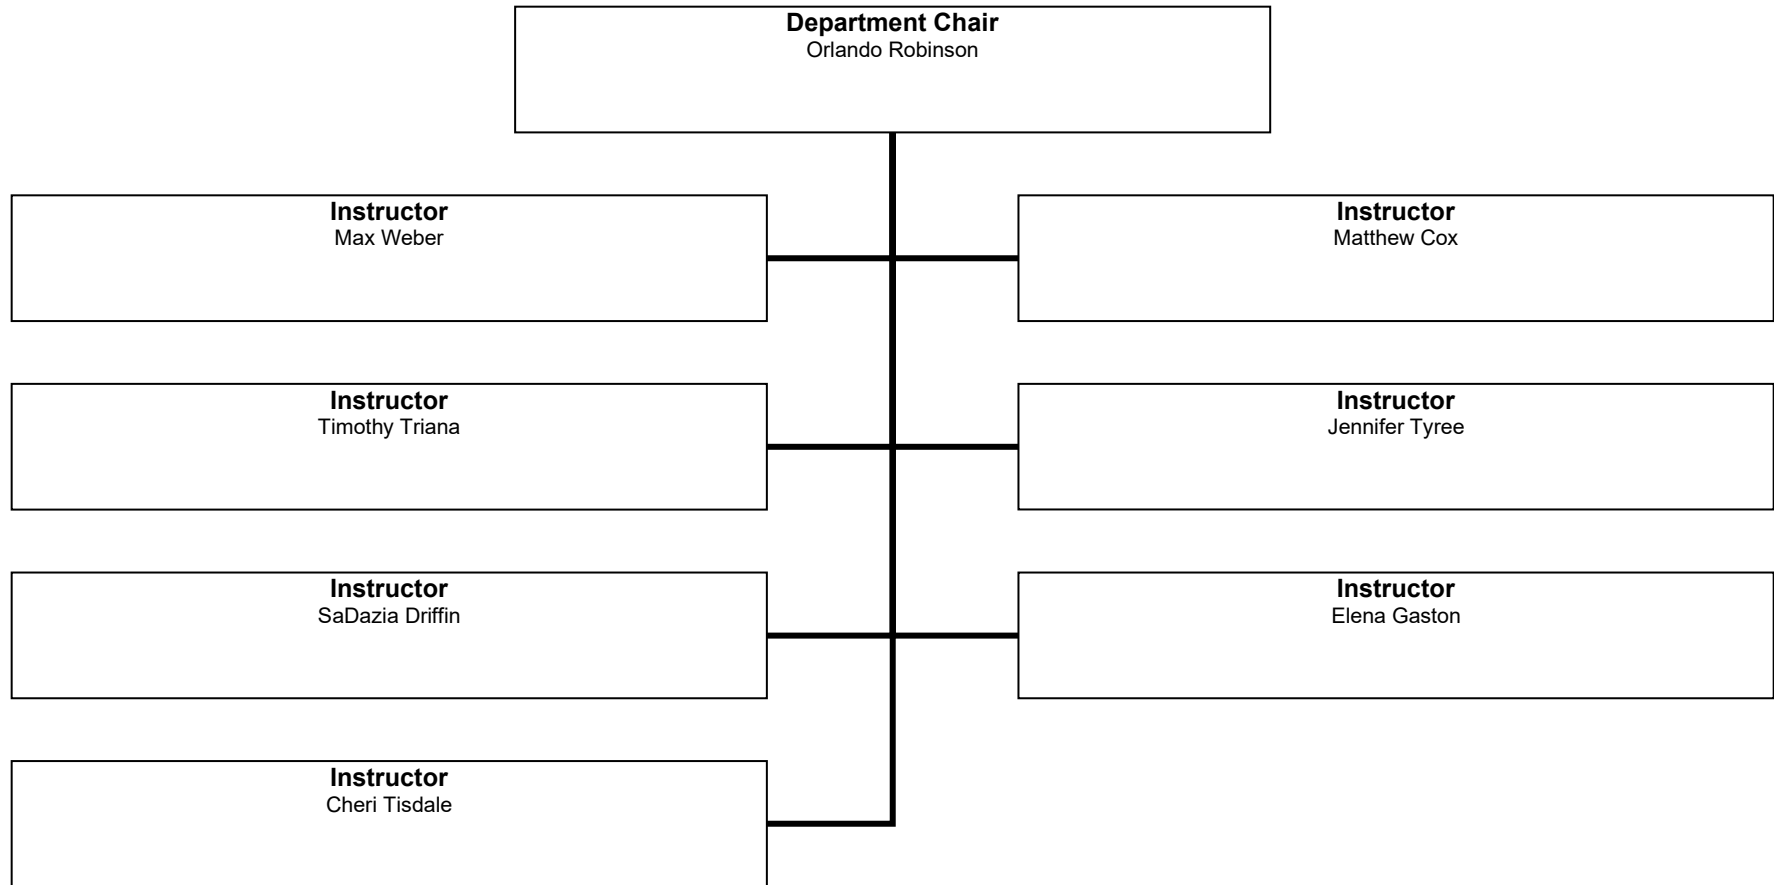 Department Chair
Orlando Robinson
Instructor
Max Weber
Instructor
Matthew Cox
Instructor
Timothy Triana
Instructor
Jennifer Tyree
Instructor
SaDazia Driffin
Instructor
Elena Gaston
Instructor
Cheri Tisdale